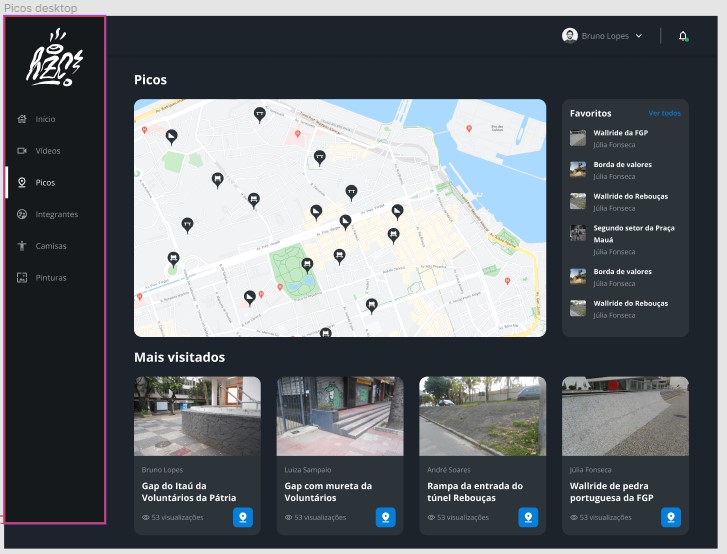 Picos desktop
Bruno Lopes
Início
Vídeos
Picos
Integrantes
Camisas
Pinturas
Picos
Favoritos
Ver todos
Wallride da FGP
Júlia Fonseca
Borda de valores
Júlia Fonseca
Wallride do Rebouças
Júlia Fonseca
Segundo setor da Praça
Mauá
Júlia Fonseca
Borda de valores
Júlia Fonseca
Wallride do Rebouças
Júlia Fonseca
Mais visitados
Bruno Lopes
Gap do Itaú da
Voluntários da Pátria
53 visualizações
Luiza Sampaio
Gap com mureta da
Voluntários
53 visualizações
André Soares
Rampa da entrada do
túnel Rebouças
53 visualizações
Júlia Fonseca
Wallride de pedra
portuguesa da FGP
53 visualizações